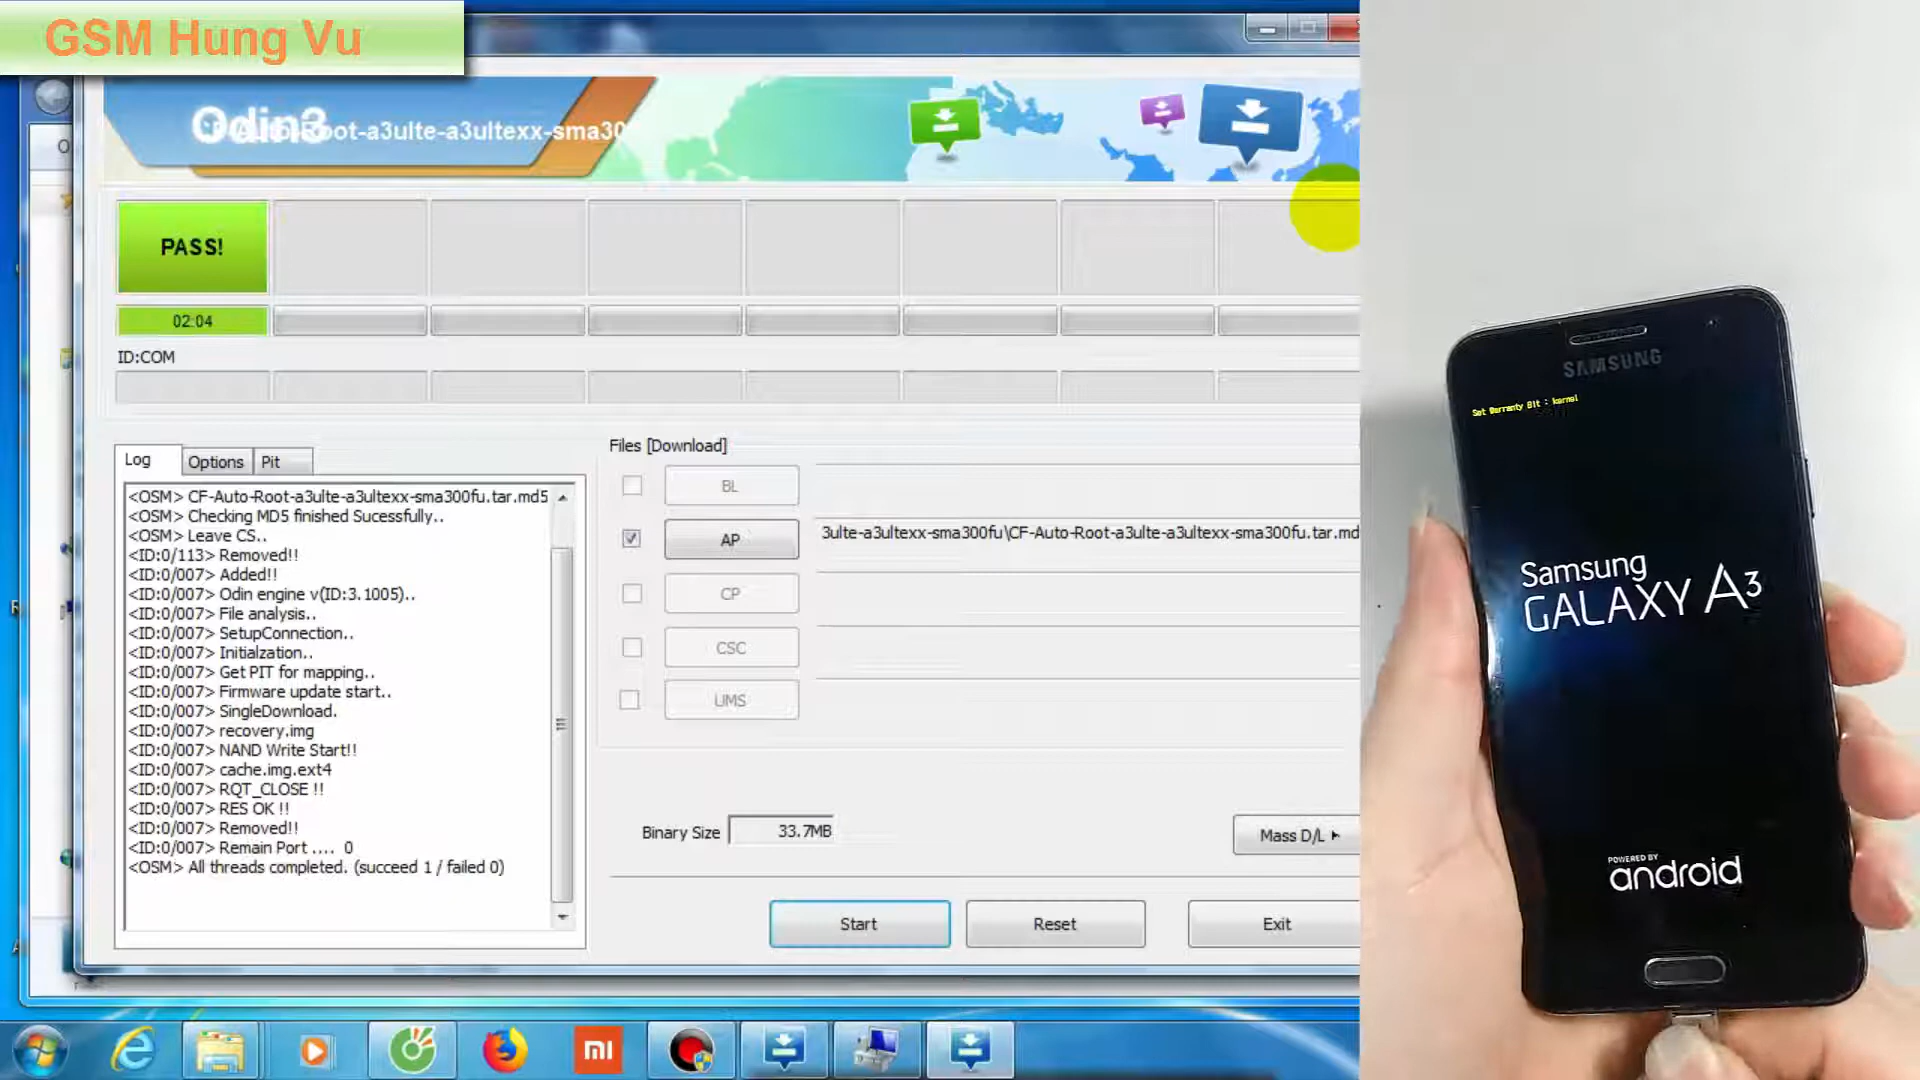 GSM Hung Vu
Odin3
Auto-Root-a3ulte-a3ultexx-sma30
PASS!
02:04
ID:COM
Log
Options
Pit
<OSM> CF-Auto-Root-a3ulte-a3ultexx-sma300fu.tar.md5
<OSM> Checking MD5 finished Sucessfully..
<OSM> Leave CS..
<ID:0/113> Removed!!
<ID:0/007> Added!!
<ID:0/007> Odin engine v(ID:3.1005)..
<ID:0/007> File analysis..
<ID:0/007> SetupConnection..
<ID:0/007> Initialzation..
<ID:0/007> Get PIT for mapping..
<ID:0/007> Firmware update start..
<ID:0/007> SingleDownload.
<ID:0/007> recovery.img
<ID:0/007> NAND Write Start!!
<ID:0/007> cache.img.ext4
<ID:0/007> RQT_CLOSE !!
<ID:0/007> RES OK !!
<ID:0/007> Removed!!
<ID:0/007> Remain Port .... 0
<OSM> All threads completed. (succeed 1 / failed 0)
Files [Download]
BL
AP
3ulte-a3ultexx-sma300fu\CF-Auto-Root-a3ulte-a3ultexx-sma300fu.tar.md
CP
CSC
UMS
Binary Size
33.7MB
Mass D/L
Start
Reset
Exit
mi
SAMSUNG
Set Warranty Bit : kernel
Samsung
GALAXY A3
POWERED BY
android